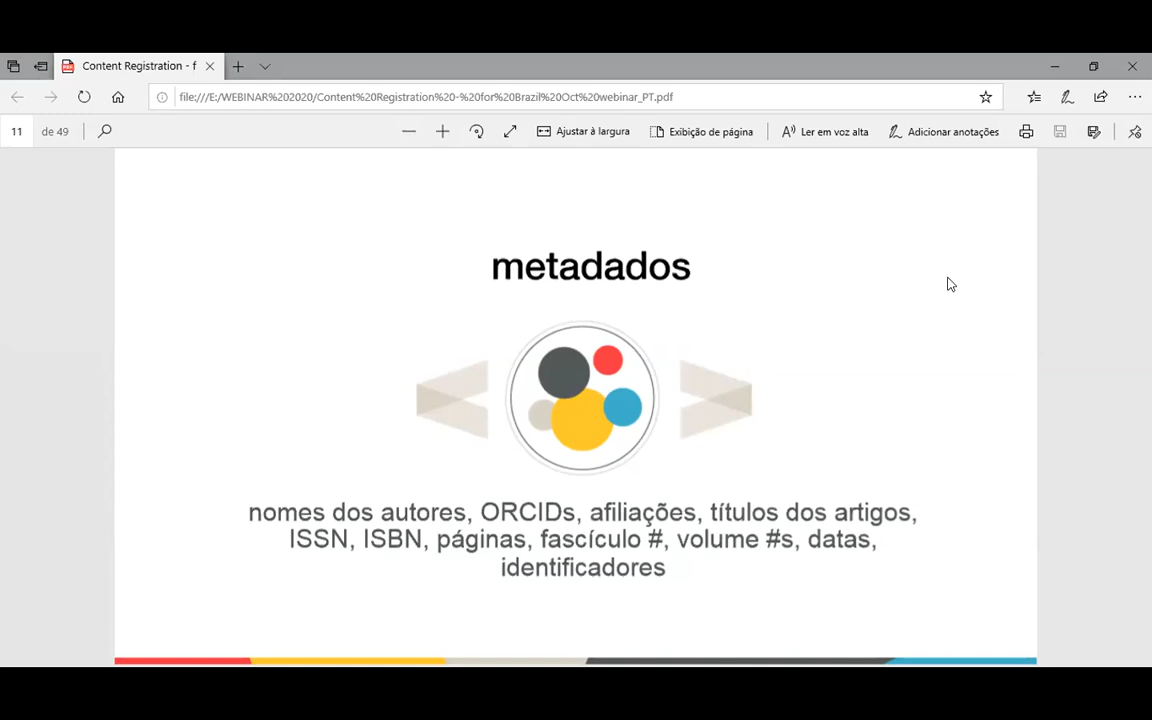 Content Registration - f
file:///E:/WEBINAR%202020/Content%20Registration%20-%20for%20Brazil%20Oct%20webinar_PT.pdf
11 de 49
Ajustar à largura
Exibição de página
Ler em voz alta
Adicionar anotações
metadados
nomes dos autores, ORCIDs, afiliações, títulos dos artigos,
ISSN, ISBN, páginas, fascículo #, volume #s, datas,
identificadores